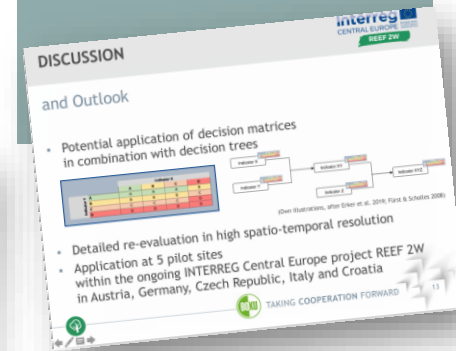 Interreg
CENTRAL EUROPE
REEF 2W
DISCUSSION
and Outlook
• Potential application of decision matrices
in combination with decision trees
(Own illustrations, after Erker et al. 2019, Fürst & Scholles 2008)
• Detailed re-evaluation in high spatio-temporal resolution
• Application at 5 pilot sites
within the ongoing INTERREG Central Europe project REEF 2W
in Austria, Germany, Czech Republic, Italy and Croatia
BOKU
TAKING COOPERATION FORWARD
13